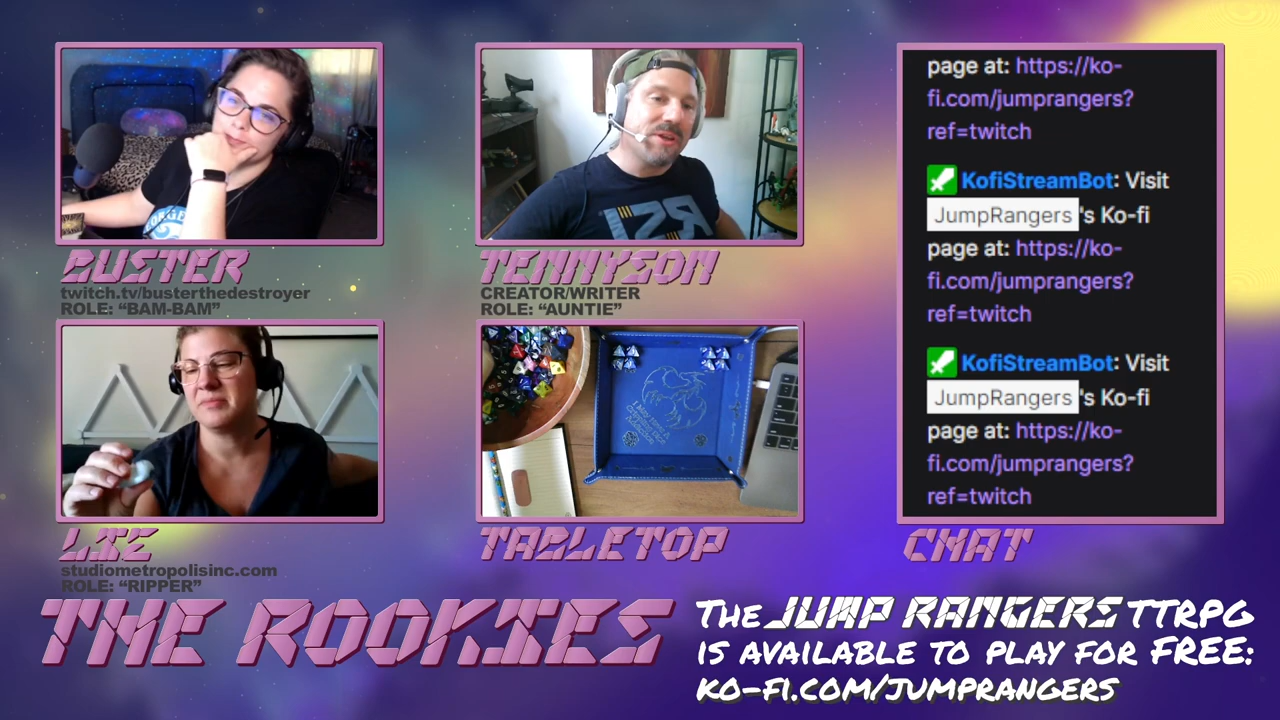 BUSTER
twitch.tv/busterthedestroyer
ROLE: “BAM-BAM”
TENNYSON
CREATOR/WRITER
ROLE: “AUNTIE”
LIZ
studiometropolisinc.com
ROLE: “RIPPER”
TABLETOP
page at: https://ko-
fi.com/jumprangers?
ref=twitch
KofiStreamBot: Visit
JumpRangers's Ko-fi
page at: https://ko-
fi.com/jumprangers?
ref=twitch
KofiStreamBot: Visit
JumpRangers's Ko-fi
page at: https://ko-
fi.com/jumprangers?
ref=twitch
CHAT
THE ROOKIES
THE JUMP RANGERS TTRPG
IS AVAILABLE TO PLAY FOR FREE:
KO-FI.COM/JUMPRANGERS